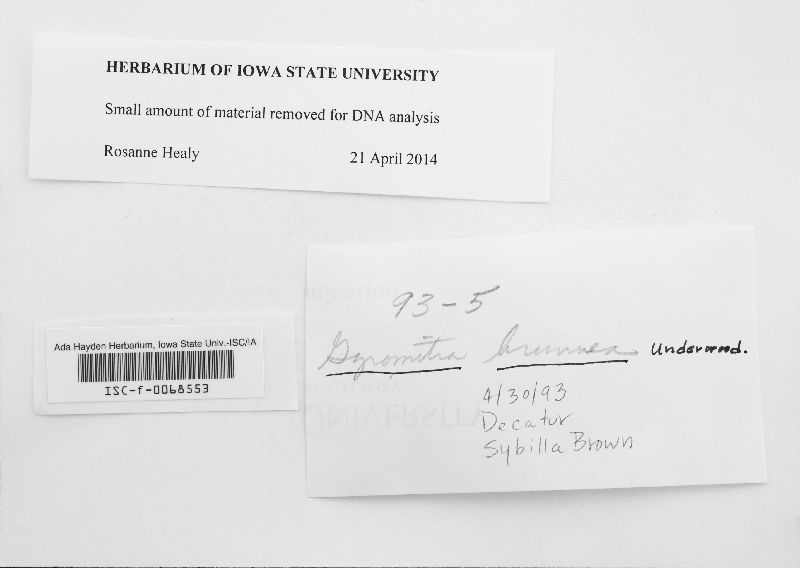 HERBARIUM OF IOWA STATE UNIVERSITY
Small amount of material removed for DNA analysis
Rosanne Healy 21 April 2014
Ada Hayden Herbarium, Iowa State Univ.-ISC/IA
ISC-f-0068553
93-5
Gyromitra brunnea Underwood.
4/30/93
Decatur
Sybilla Brown
UNIVERSITY